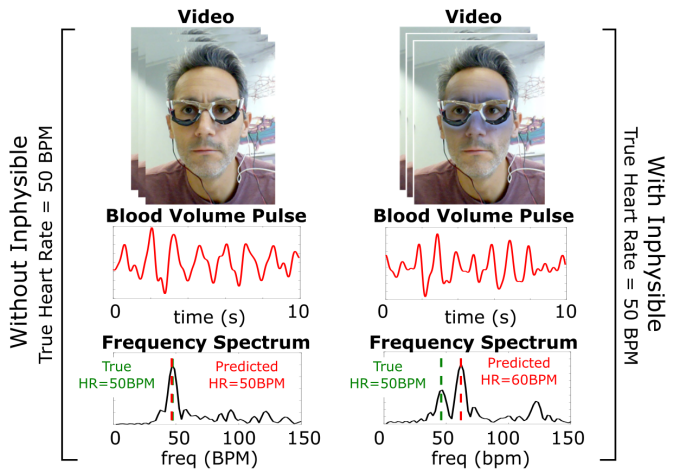 Without Inphysible
True Heart Rate = 50 BPM
Video
Blood Volume Pulse
0
10
time (s)
Frequency Spectrum
True
HR=50BPM
Predicted
HR=50BPM
0
50
100
150
freq (BPM)
Video
Blood Volume Pulse
0
10
time (s)
Frequency Spectrum
True
HR=50BPM
Predicted
HR=60BPM
0
50
100
150
freq (bpm)
With Inphysible
True Heart Rate = 50 BPM